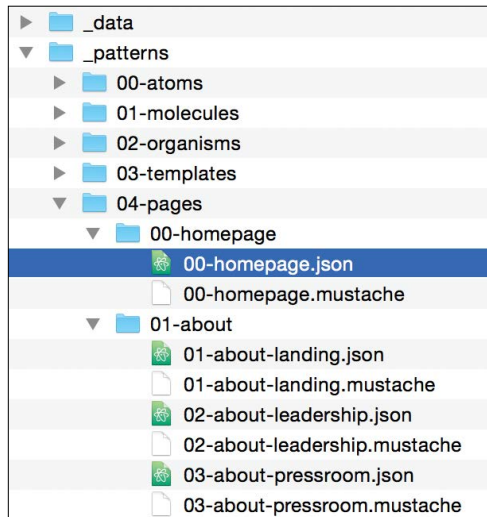 _data
_patterns
00-atoms
01-molecules
02-organisms
03-templates
04-pages
00-homepage
00-homepage.json
00-homepage.mustache
01-about
01-about-landing.json
01-about-landing.mustache
02-about-leadership.json
02-about-leadership.mustache
03-about-pressroom.json
03-about-pressroom.mustache